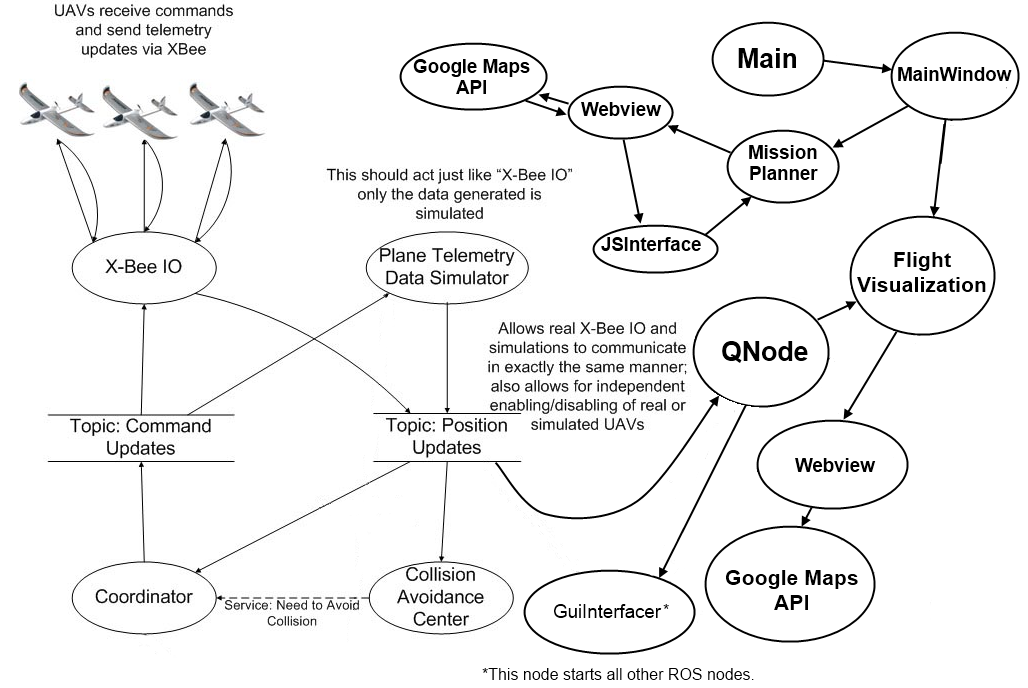 UAVs receive commands
and send telemetry
updates via XBee
Google Maps
API
Main
MainWindow
Webview
Mission
Planner
This should act just like “X-Bee IO”
only the data generated is
simulated
JSInterface
X-Bee IO
Plane Telemetry
Data Simulator
Flight
Visualization
Allows real X-Bee IO and
simulations to communicate
in exactly the same manner;
also allows for independent
enabling/disabling of real or
simulated UAVs
QNode
Topic: Command
Updates
Topic: Position
Updates
Webview
Coordinator
Service: Need to Avoid
Collision
Collision
Avoidance
Center
GuiInterfacer*
Google Maps
API
*This node starts all other ROS nodes.